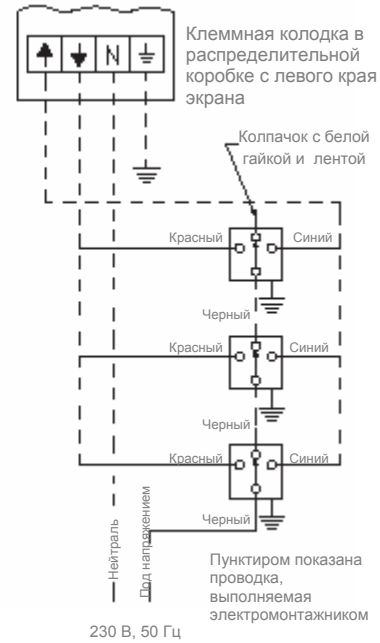 N
Клеммная колодка в
распределительной
коробке с левого края
экрана
Колпачок с белой
гайкой и лентой
Красный
Синий
Черный
Красный
Синий
Черный
Красный
Синий
Черный
Нейтраль
Под напряжением
Пунктиром показана
проводка,
выполняемая
электромонтажником
230 В, 50 Гц